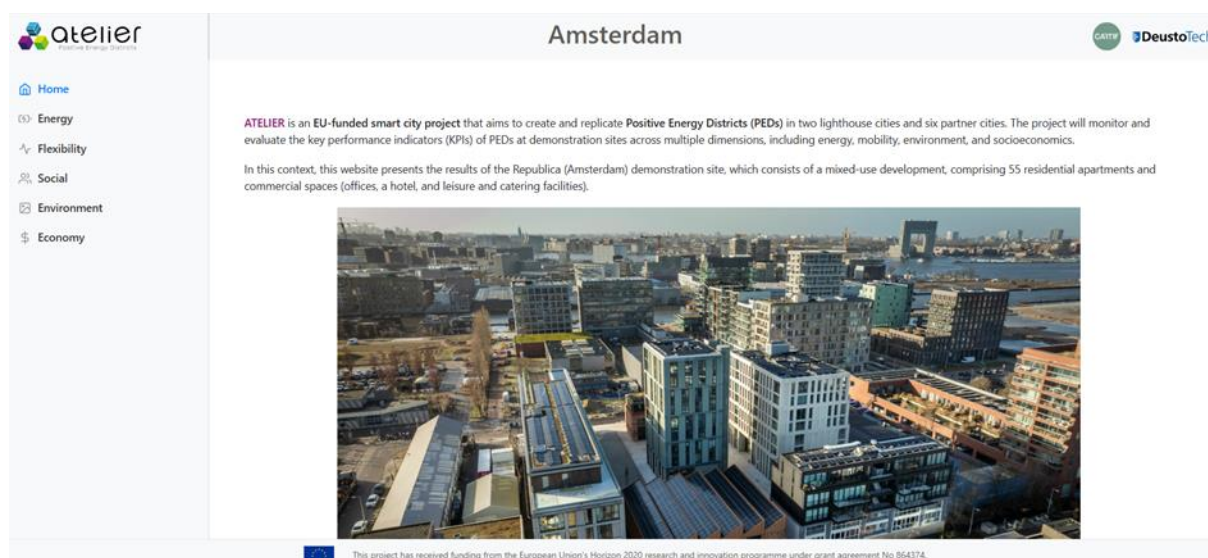 atelier
Positive Energy Districts
Amsterdam
CARTIF
DeustoTech
Home
Energy
Flexibility
Social
Environment
$ Economy
ATELIER is an EU-funded smart city project that aims to create and replicate Positive Energy Districts (PEDs) in two lighthouse cities and six partner cities. The project will monitor and
evaluate the key performance indicators (KPIs) of PEDs at demonstration sites across multiple dimensions, including energy, mobility, environment, and socioeconomics.
In this context, this website presents the results of the Republica (Amsterdam) demonstration site, which consists of a mixed-use development, comprising 55 residential apartments and
commercial spaces (offices, a hotel, and leisure and catering facilities).
This project has received funding from the European Union's Horizon 2020 research and innovation programme under grant agreement No 864374.